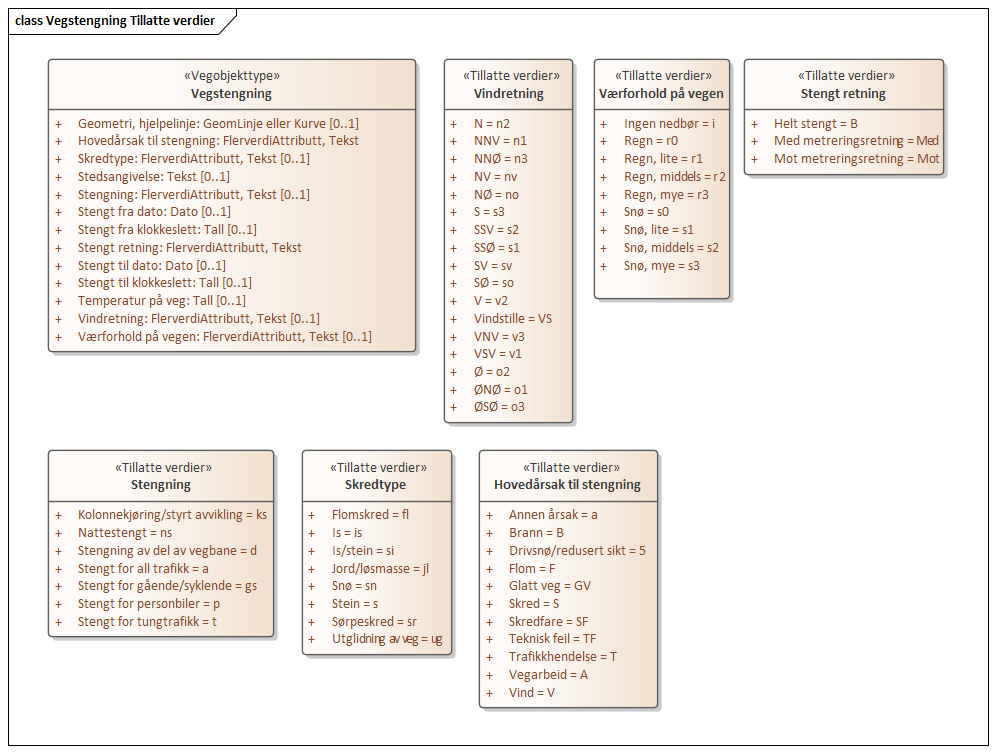 class Vegstengning Tillatte verdier
«Vegobjekttype»
Vegstengning
+ Geometri, hjelpelinje: GeomLinje eller Kurve [0..1]
+ Hovedårsak til stengning: FlerverdiAttributt, Tekst
+ Skredtype: FlerverdiAttributt, Tekst [0..1]
+ Stedsangivelse: Tekst [0..1]
+ Stengning: FlerverdiAttributt, Tekst [0..1]
+ Stengt fra dato: Dato [0..1]
+ Stengt fra klokkeslett: Tall [0..1]
+ Stengt retning: FlerverdiAttributt, Tekst
+ Stengt til dato: Dato [0..1]
+ Stengt til klokkeslett: Tall [0..1]
+ Temperatur på veg: Tall [0..1]
+ Vindretning: FlerverdiAttributt, Tekst [0..1]
+ Værforhold på vegen: FlerverdiAttributt, Tekst [0..1]
«Tillatte verdier»
Vindretning
+ N = n2
+ NNV = n1
+ NNØ = n3
+ NV = nv
+ NØ = no
+ S = s3
+ SSV = s2
+ SSØ = s1
+ SV = sv
+ SØ = so
+ V = v2
+ Vindstille = VS
+ VNV = v3
+ VSV = v1
+ Ø = o2
+ ØNØ = o1
+ ØSØ = o3
«Tillatte verdier»
Værforhold på vegen
+ Ingen nedbør = i
+ Regn = r0
+ Regn, lite = r1
+ Regn, middels = r2
+ Regn, mye = r3
+ Snø = s0
+ Snø, lite = s1
+ Snø, middels = s2
+ Snø, mye = s3
«Tillatte verdier»
Stengt retning
+ Helt stengt = B
+ Med metreringsretning = Med
+ Mot metreringsretning = Mot
«Tillatte verdier»
Stengning
+ Kolonnekjøring/styrt avvikling = ks
+ Nattestengt = ns
+ Stengning av del av vegbane = d
+ Stengt for all trafikk = a
+ Stengt for gående/syklende = gs
+ Stengt for personbiler = p
+ Stengt for tungtrafikk = t
«Tillatte verdier»
Skredtype
+ Flomskred = fl
+ Is = is
+ Is/stein = si
+ Jord/løsmasse = jl
+ Snø = sn
+ Stein = s
+ Sørpeskred = sr
+ Utglidning av veg = ug
«Tillatte verdier»
Hovedårsak til stengning
+ Annen årsak = a
+ Brann = B
+ Drivsnø/redusert sikt = 5
+ Flom = F
+ Glatt veg = GV
+ Skred = S
+ Skredfare = SF
+ Teknisk feil = TF
+ Trafikkhendelse = T
+ Vegarbeid = A
+ Vind = V